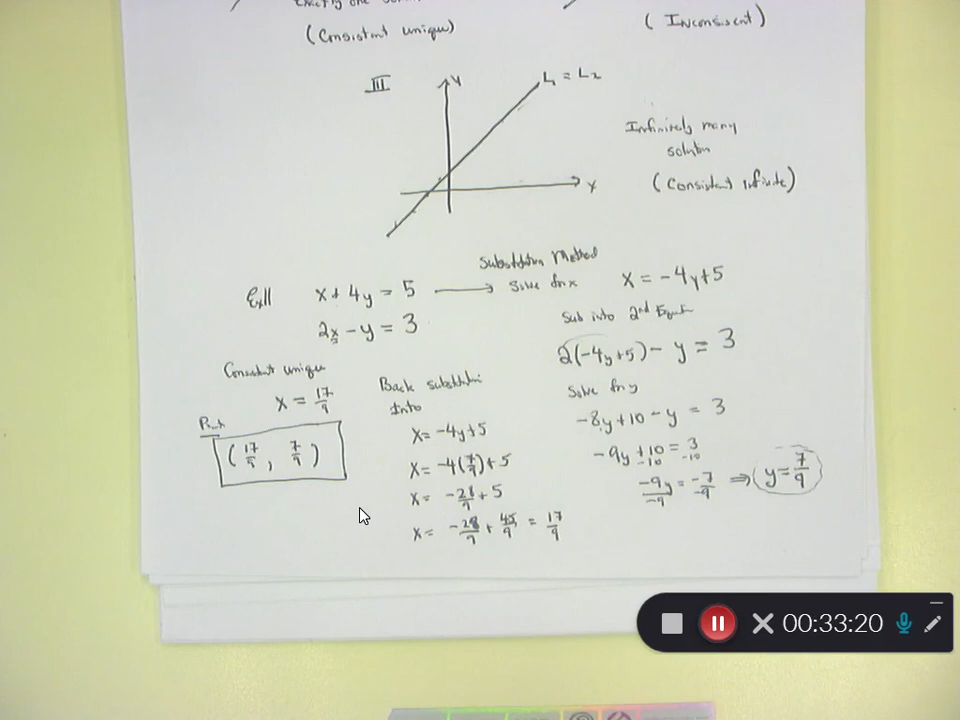 (Consistent unique)
(Inconsisent)
III
y
L₁ = L₂
x
Infinitely many
solution
(Consistent infinite)
Ex11
x + 4y = 5
2x - y = 3
Substitution Method
Solve for x
x = -4y+5
Sub into 2nd Equation
2(-4y+5) - y = 3
Solve for y
-8y+10 - y = 3
-9y +10 = 3
-10 -10
-9y/-9 = -7/-9 ⇒ y = 7/9
Back substitution
Into
x = -4y+5
x = -4(7/9)+5
x = -28/9 + 5
x = -28/9 + 45/9 = 17/9
Consistent unique
x = 17/9
Point
(17/9, 7/9)
00:33:20